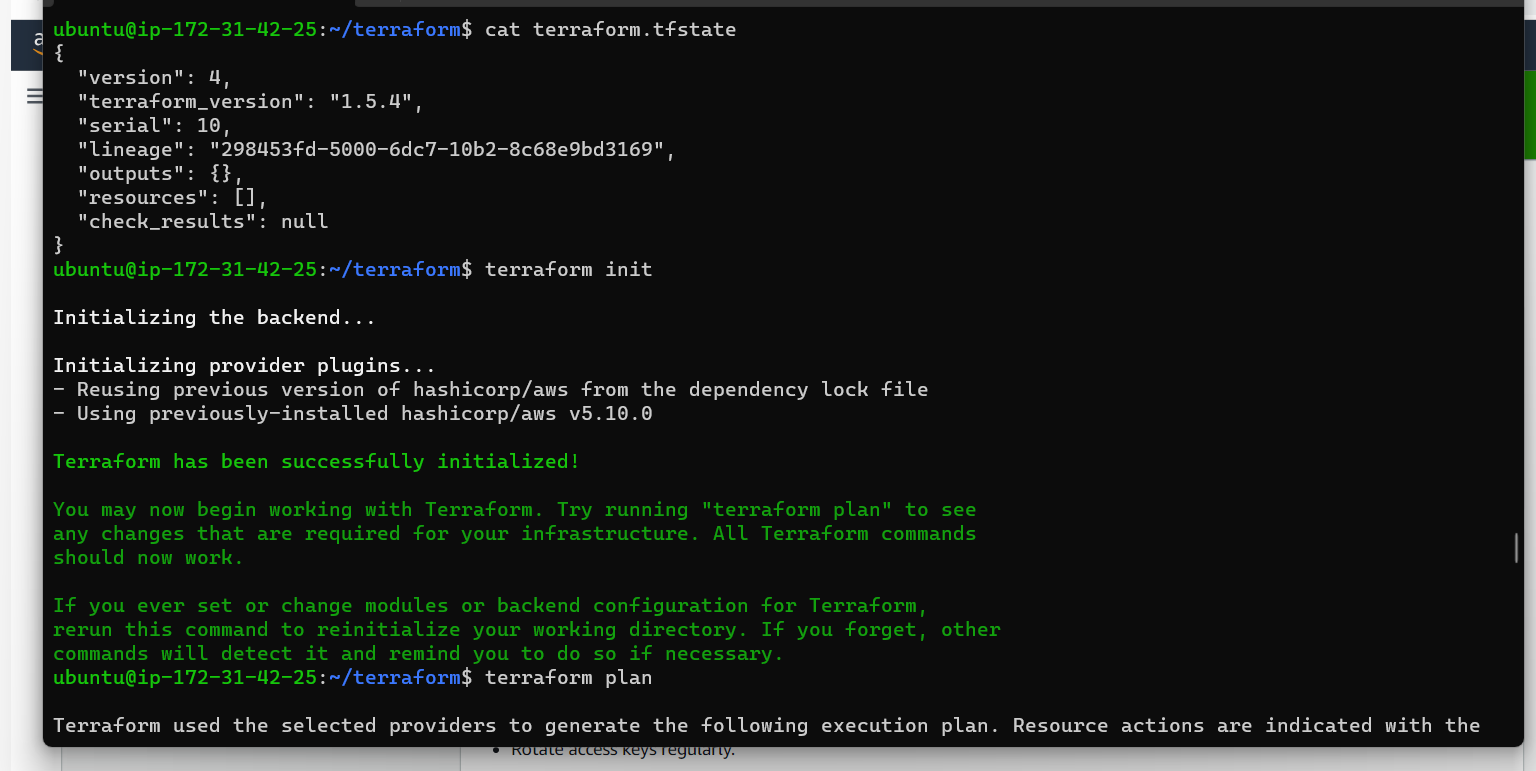 ubuntu@ip-172-31-42-25:~/terraform$ cat terraform.tfstate
{
  "version": 4,
  "terraform_version": "1.5.4",
  "serial": 10,
  "lineage": "298453fd-5000-6dc7-10b2-8c68e9bd3169",
  "outputs": {},
  "resources": [],
  "check_results": null
}
ubuntu@ip-172-31-42-25:~/terraform$ terraform init
Initializing the backend...
Initializing provider plugins...
- Reusing previous version of hashicorp/aws from the dependency lock file
- Using previously-installed hashicorp/aws v5.10.0
Terraform has been successfully initialized!
You may now begin working with Terraform. Try running "terraform plan" to see
any changes that are required for your infrastructure. All Terraform commands
should now work.
If you ever set or change modules or backend configuration for Terraform,
rerun this command to reinitialize your working directory. If you forget, other
commands will detect it and remind you to do so if necessary.
ubuntu@ip-172-31-42-25:~/terraform$ terraform plan
Terraform used the selected providers to generate the following execution plan. Resource actions are indicated with the
• Rotate access keys regularly.